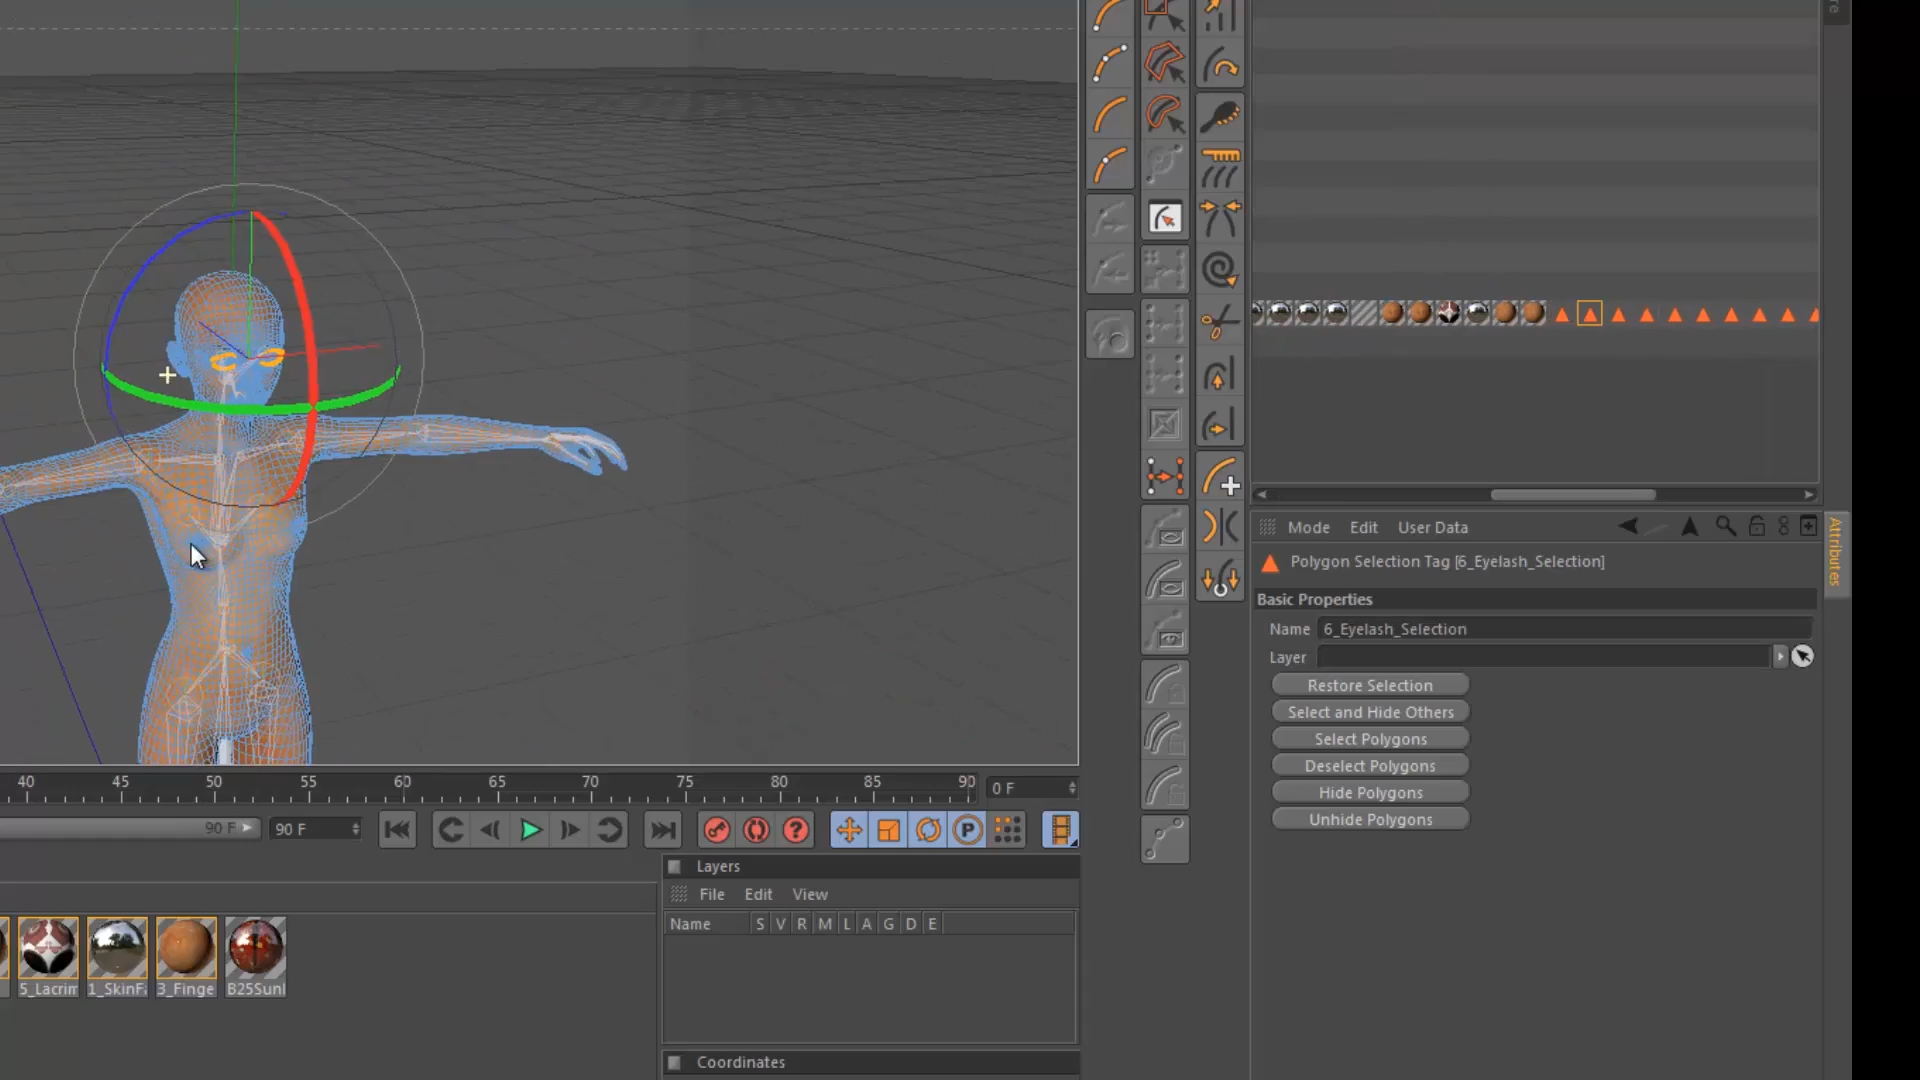 Mode Edit User Data
Attributes
Polygon Selection Tag [6_Eyelash_Selection]
Basic Properties
Name 6_Eyelash_Selection
Layer
Restore Selection
Select and Hide Others
Select Polygons
Deselect Polygons
Hide Polygons
Unhide Polygons
40 45 50 55 60 65 70 75 80 85 90 0 F
90 F 90 F
P
Layers
File Edit View
Name S V R M L A G D E
5_Lacrim 1_SkinFa 3_Finge B25Sunl
Coordinates